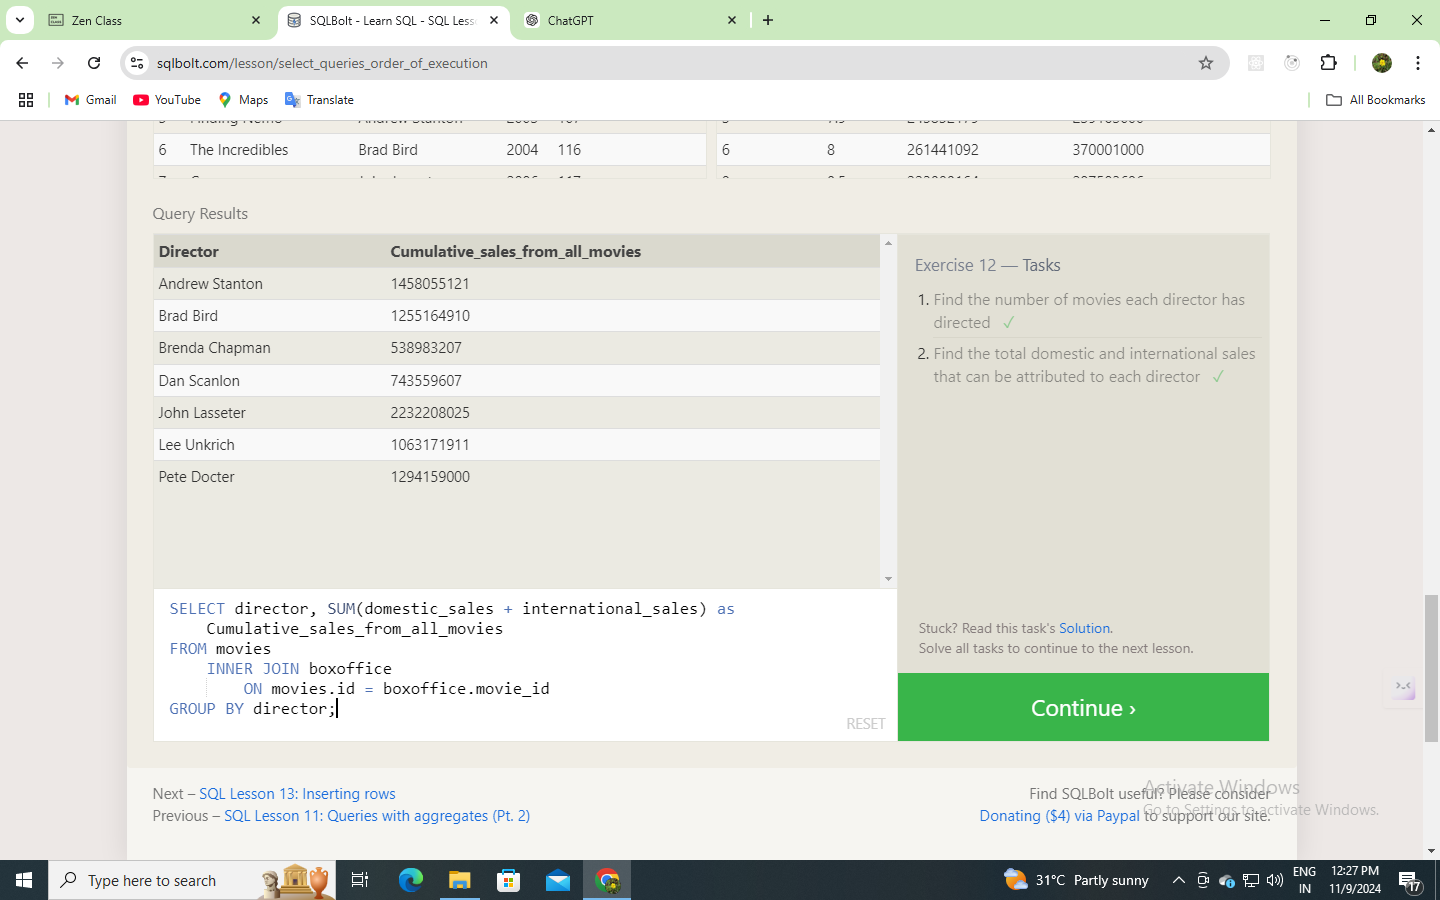 Zen Class
SQLBolt - Learn SQL - SQL Less
ChatGPT
sqlbolt.com/lesson/select_queries_order_of_execution
Gmail
YouTube
Maps
Translate
All Bookmarks
6 The Incredibles Brad Bird 2004 116
6 8 261441092 370001000
Query Results
Director Cumulative_sales_from_all_movies
Andrew Stanton 1458055121
Brad Bird 1255164910
Brenda Chapman 538983207
Dan Scanlon 743559607
John Lasseter 2232208025
Lee Unkrich 1063171911
Pete Docter 1294159000
Exercise 12 — Tasks
1. Find the number of movies each director has
directed ✓
2. Find the total domestic and international sales
that can be attributed to each director ✓
Stuck? Read this task's Solution.
Solve all tasks to continue to the next lesson.
Continue ›
SELECT director, SUM(domestic_sales + international_sales) as
Cumulative_sales_from_all_movies
FROM movies
INNER JOIN boxoffice
ON movies.id = boxoffice.movie_id
GROUP BY director;
RESET
Next – SQL Lesson 13: Inserting rows
Previous – SQL Lesson 11: Queries with aggregates (Pt. 2)
Find SQLBolt useful? Please consider
Donating ($4) via Paypal to support our site.
Activate Windows
Go to Settings to activate Windows.
Type here to search
31°C Partly sunny
ENG
IN
12:27 PM
11/9/2024
17